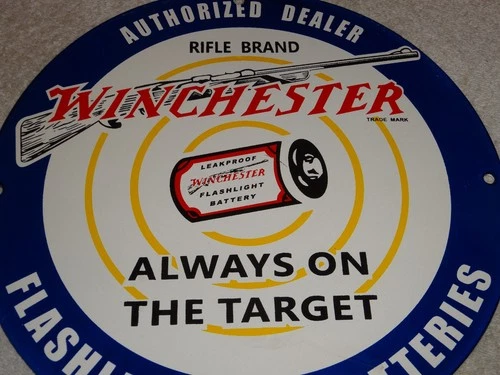 AUTHORIZED DEALER
RIFLE BRAND
WINCHESTER
TRADE MARK
LEAKPROOF
WINCHESTER
FLASHLIGHT
BATTERY
ALWAYS ON
THE TARGET